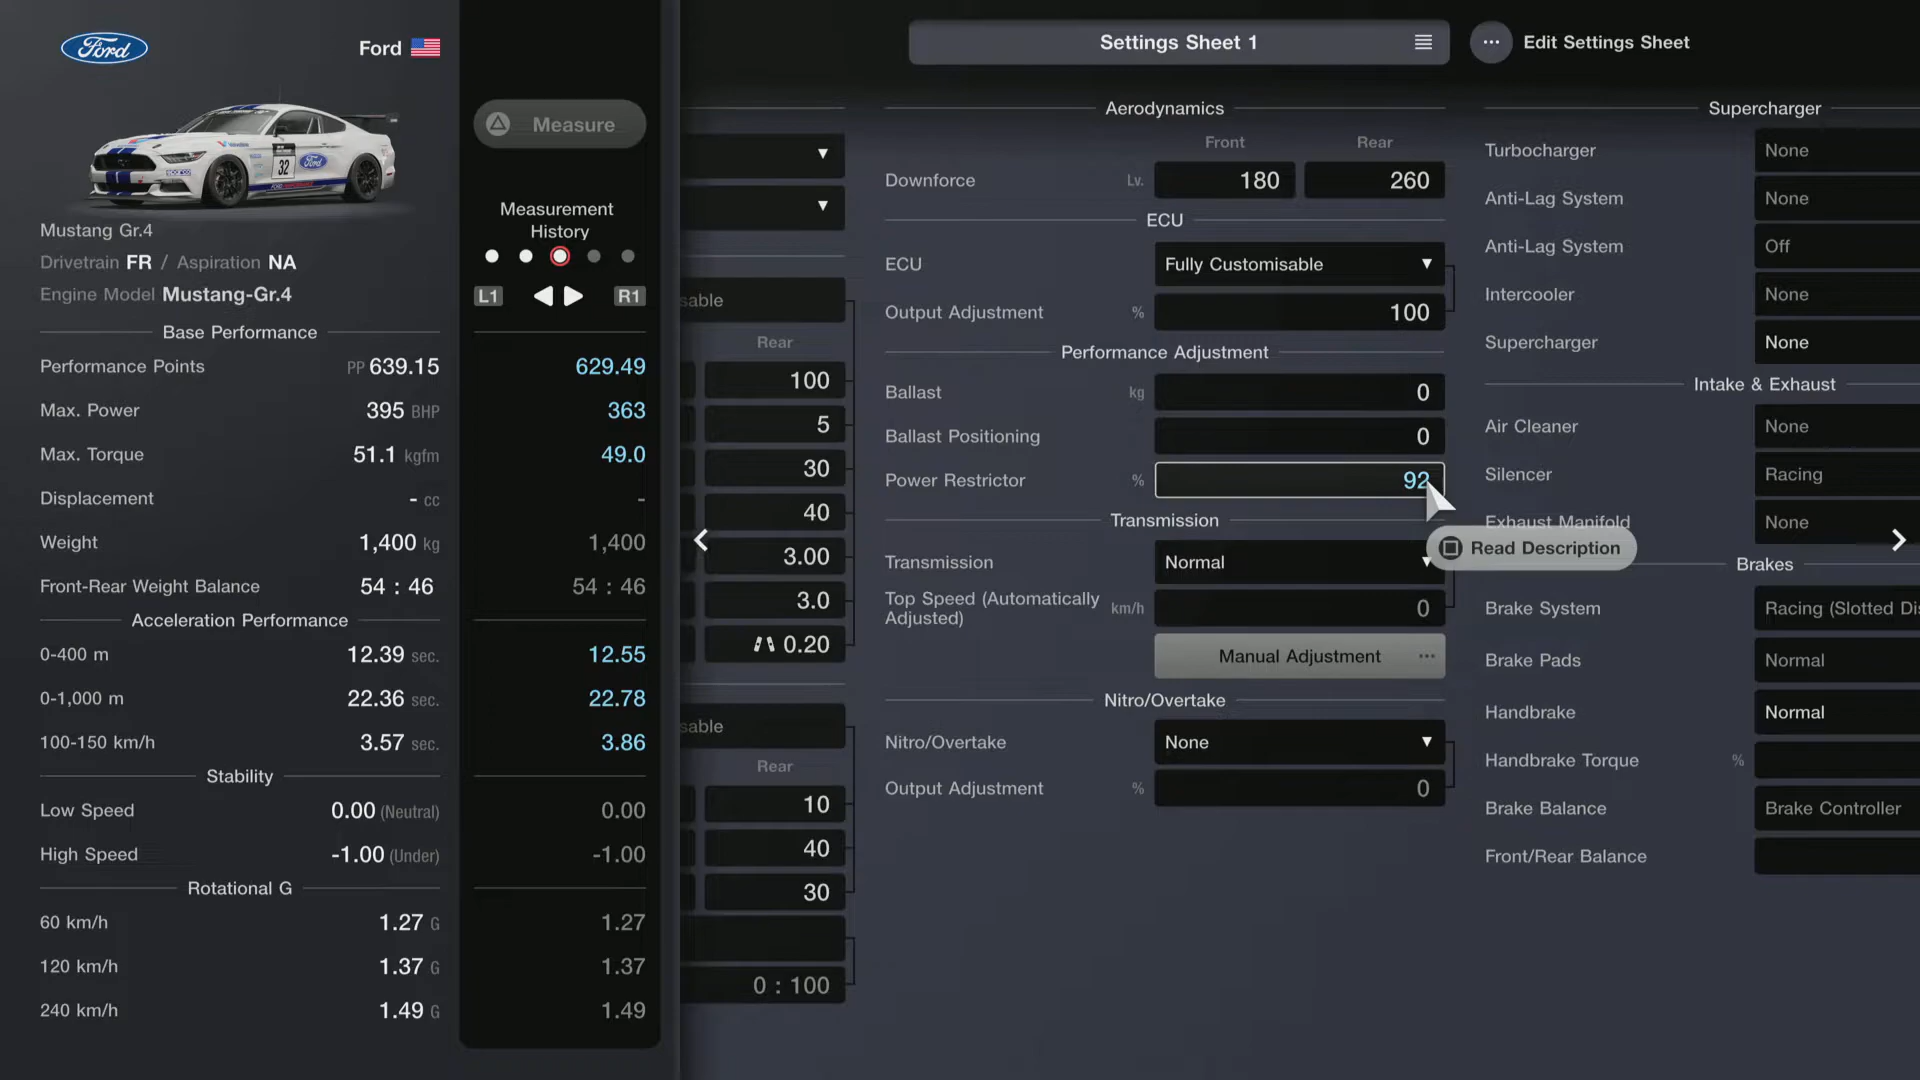 Ford
Ford
32
Ford
Mustang Gr.4
Drivetrain FR / Aspiration NA
Engine Model Mustang-Gr.4
Base Performance
Performance Points PP 639.15
Max. Power 395 BHP
Max. Torque 51.1 kgfm
Displacement - cc
Weight 1,400 kg
Front-Rear Weight Balance 54 : 46
Acceleration Performance
0-400 m 12.39 sec.
0-1,000 m 22.36 sec.
100-150 km/h 3.57 sec.
Stability
Low Speed 0.00 (Neutral)
High Speed -1.00 (Under)
Rotational G
60 km/h 1.27 G
120 km/h 1.37 G
240 km/h 1.49 G
Measure
Measurement
History
L1 R1
629.49
363
49.0
-
1,400
54 : 46
12.55
22.78
3.86
0.00
-1.00
1.27
1.37
1.49
sable
Rear
100
5
30
40
3.00
3.0
0.20
sable
Rear
10
40
30
0 : 100
Settings Sheet 1
Edit Settings Sheet
Aerodynamics
Front Rear
Downforce Lv. 180 260
ECU
ECU Fully Customisable
Output Adjustment % 100
Performance Adjustment
Ballast kg 0
Ballast Positioning 0
Power Restrictor % 92
Transmission
Transmission Normal
Top Speed (Automatically
Adjusted) km/h 0
Manual Adjustment
Nitro/Overtake
Nitro/Overtake None
Output Adjustment % 0
Read Description
Supercharger
Turbocharger None
Anti-Lag System None
Anti-Lag System Off
Intercooler None
Supercharger None
Intake & Exhaust
Air Cleaner None
Silencer Racing
Exhaust Manifold None
Brakes
Brake System Racing (Slotted Dis
Brake Pads Normal
Handbrake Normal
Handbrake Torque %
Brake Balance Brake Controller
Front/Rear Balance